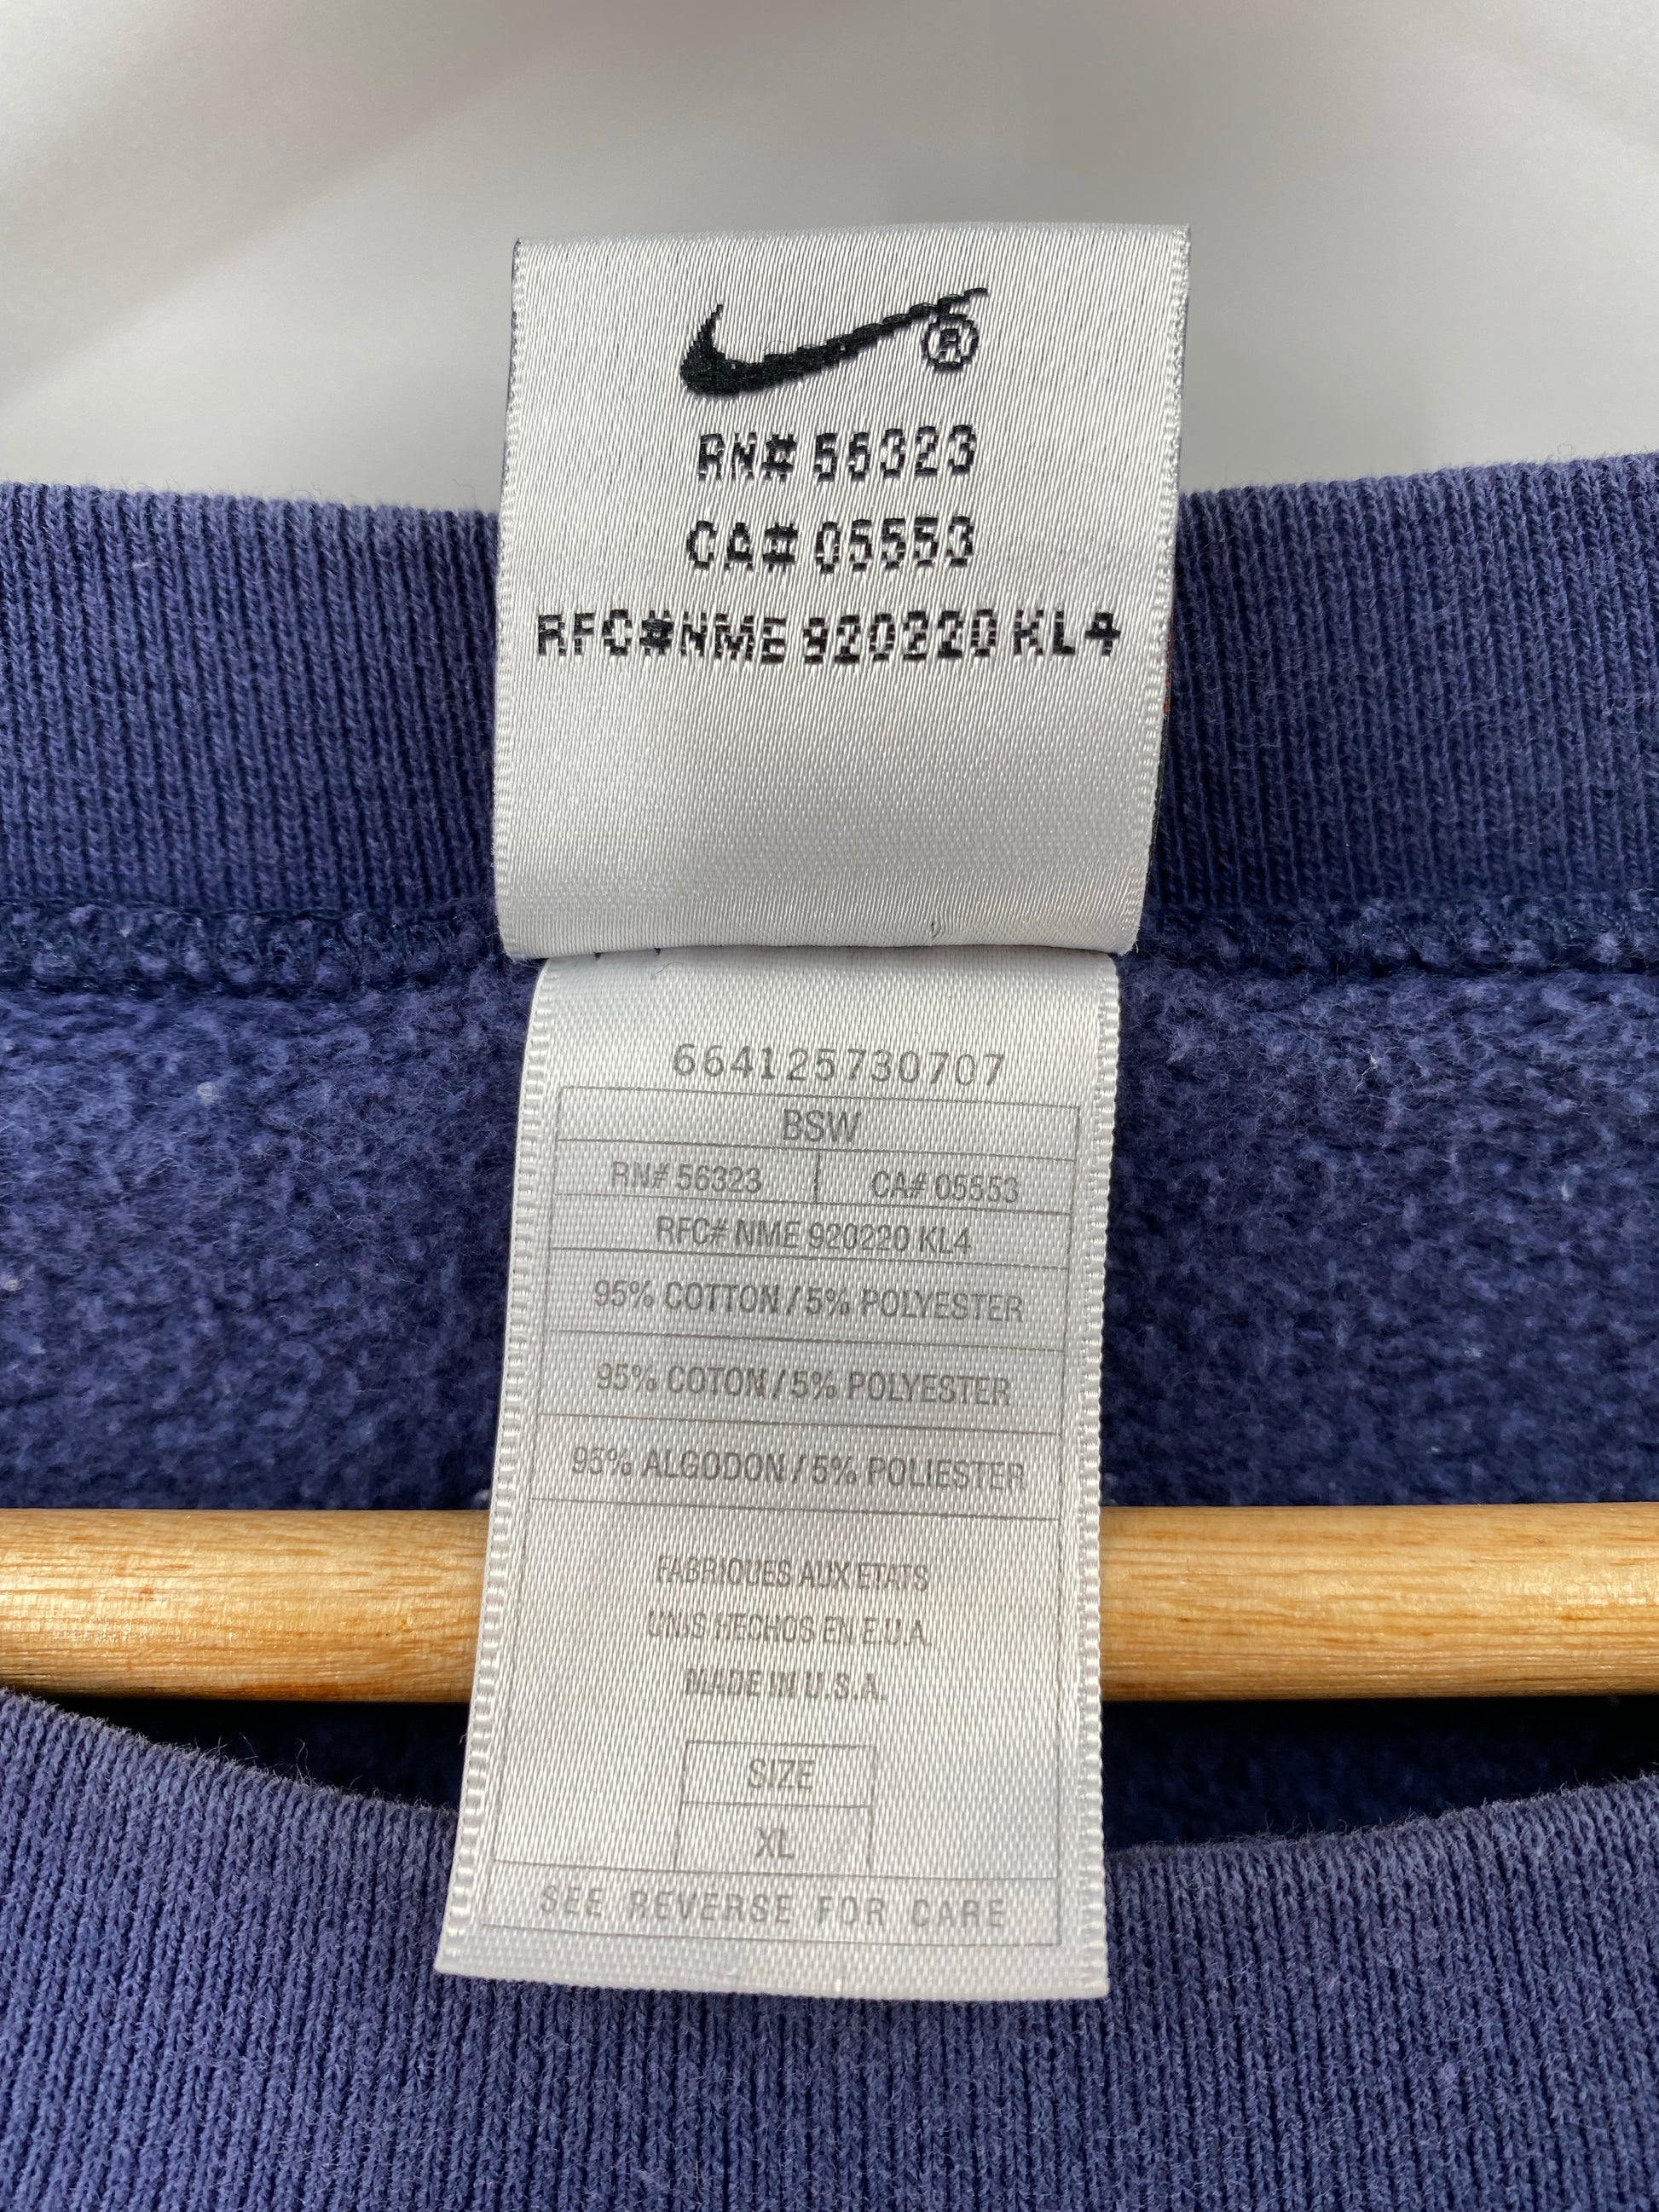 ®
RN# 56323
CA# 05553
RFC#NME 920220 KL4
664125730707
BSW
RN# 56323 CA# 05553
RFC# NME 920220 KL4
95% COTTON / 5% POLYESTER
95% COTON / 5% POLYESTER
95% ALGODON / 5% POLIESTER
FABRIQUES AUX ETATS
UNIS HECHOS EN E.U.A.
MADE IN U.S.A.
SIZE
XL
SEE REVERSE FOR CARE